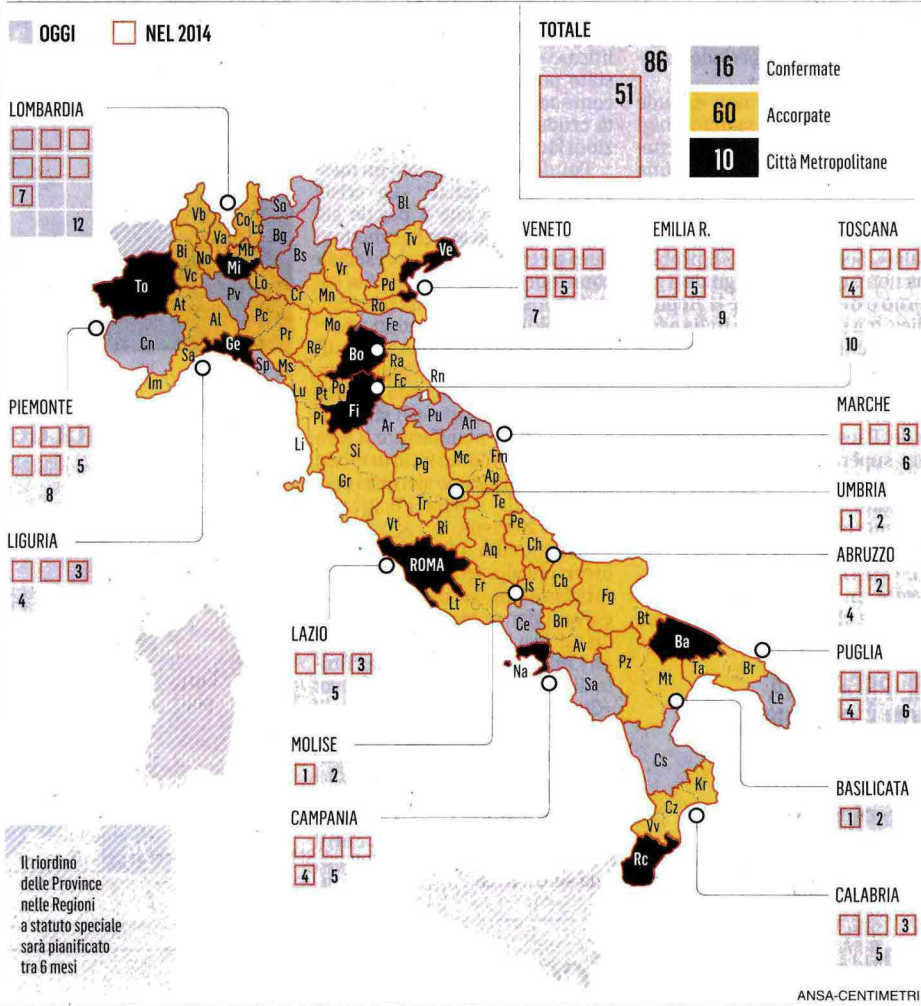 OGGI
NEL 2014
TOTALE
86
51
16 Confermate
60 Accorpate
10 Città Metropolitane
LOMBARDIA
7
12
VENETO
5
7
EMILIA R.
5
9
TOSCANA
4
10
PIEMONTE
5
8
LIGURIA
3
4
MARCHE
3
6
UMBRIA
1 2
ABRUZZO
2
4
LAZIO
3
5
PUGLIA
4 6
MOLISE
1 2
BASILICATA
1 2
CAMPANIA
4 5
CALABRIA
3
5
So
Bl
Vb
Co
Lc
Va
Bg
Bs
Vi
Tv
Ve
Bi
No
Mb
Mi
Vr
Pd
To
Vc
Lo
Cr
Mn
Ro
Pv
At
Al
Pc
Pr
Mo
Re
Fe
Cn
Ge
Bo
Ra
Sa
Sp
Ms
Fc
Rn
Im
Lu
Pt
Po
Fi
Pi
Ar
Pu
An
Li
Si
Pg
Mc
Fm
Ap
Gr
Tr
Te
Vt
Ri
Pe
Aq
Ch
ROMA
Is
Cb
Fr
Lt
Fg
Ce
Bn
Bt
Av
Ba
Na
Pz
Ta
Br
Sa
Mt
Le
Cs
Kr
Cz
Vv
Rc
Il riordino
delle Province
nelle Regioni
a statuto speciale
sarà pianificato
tra 6 mesi
ANSA-CENTIMETRI